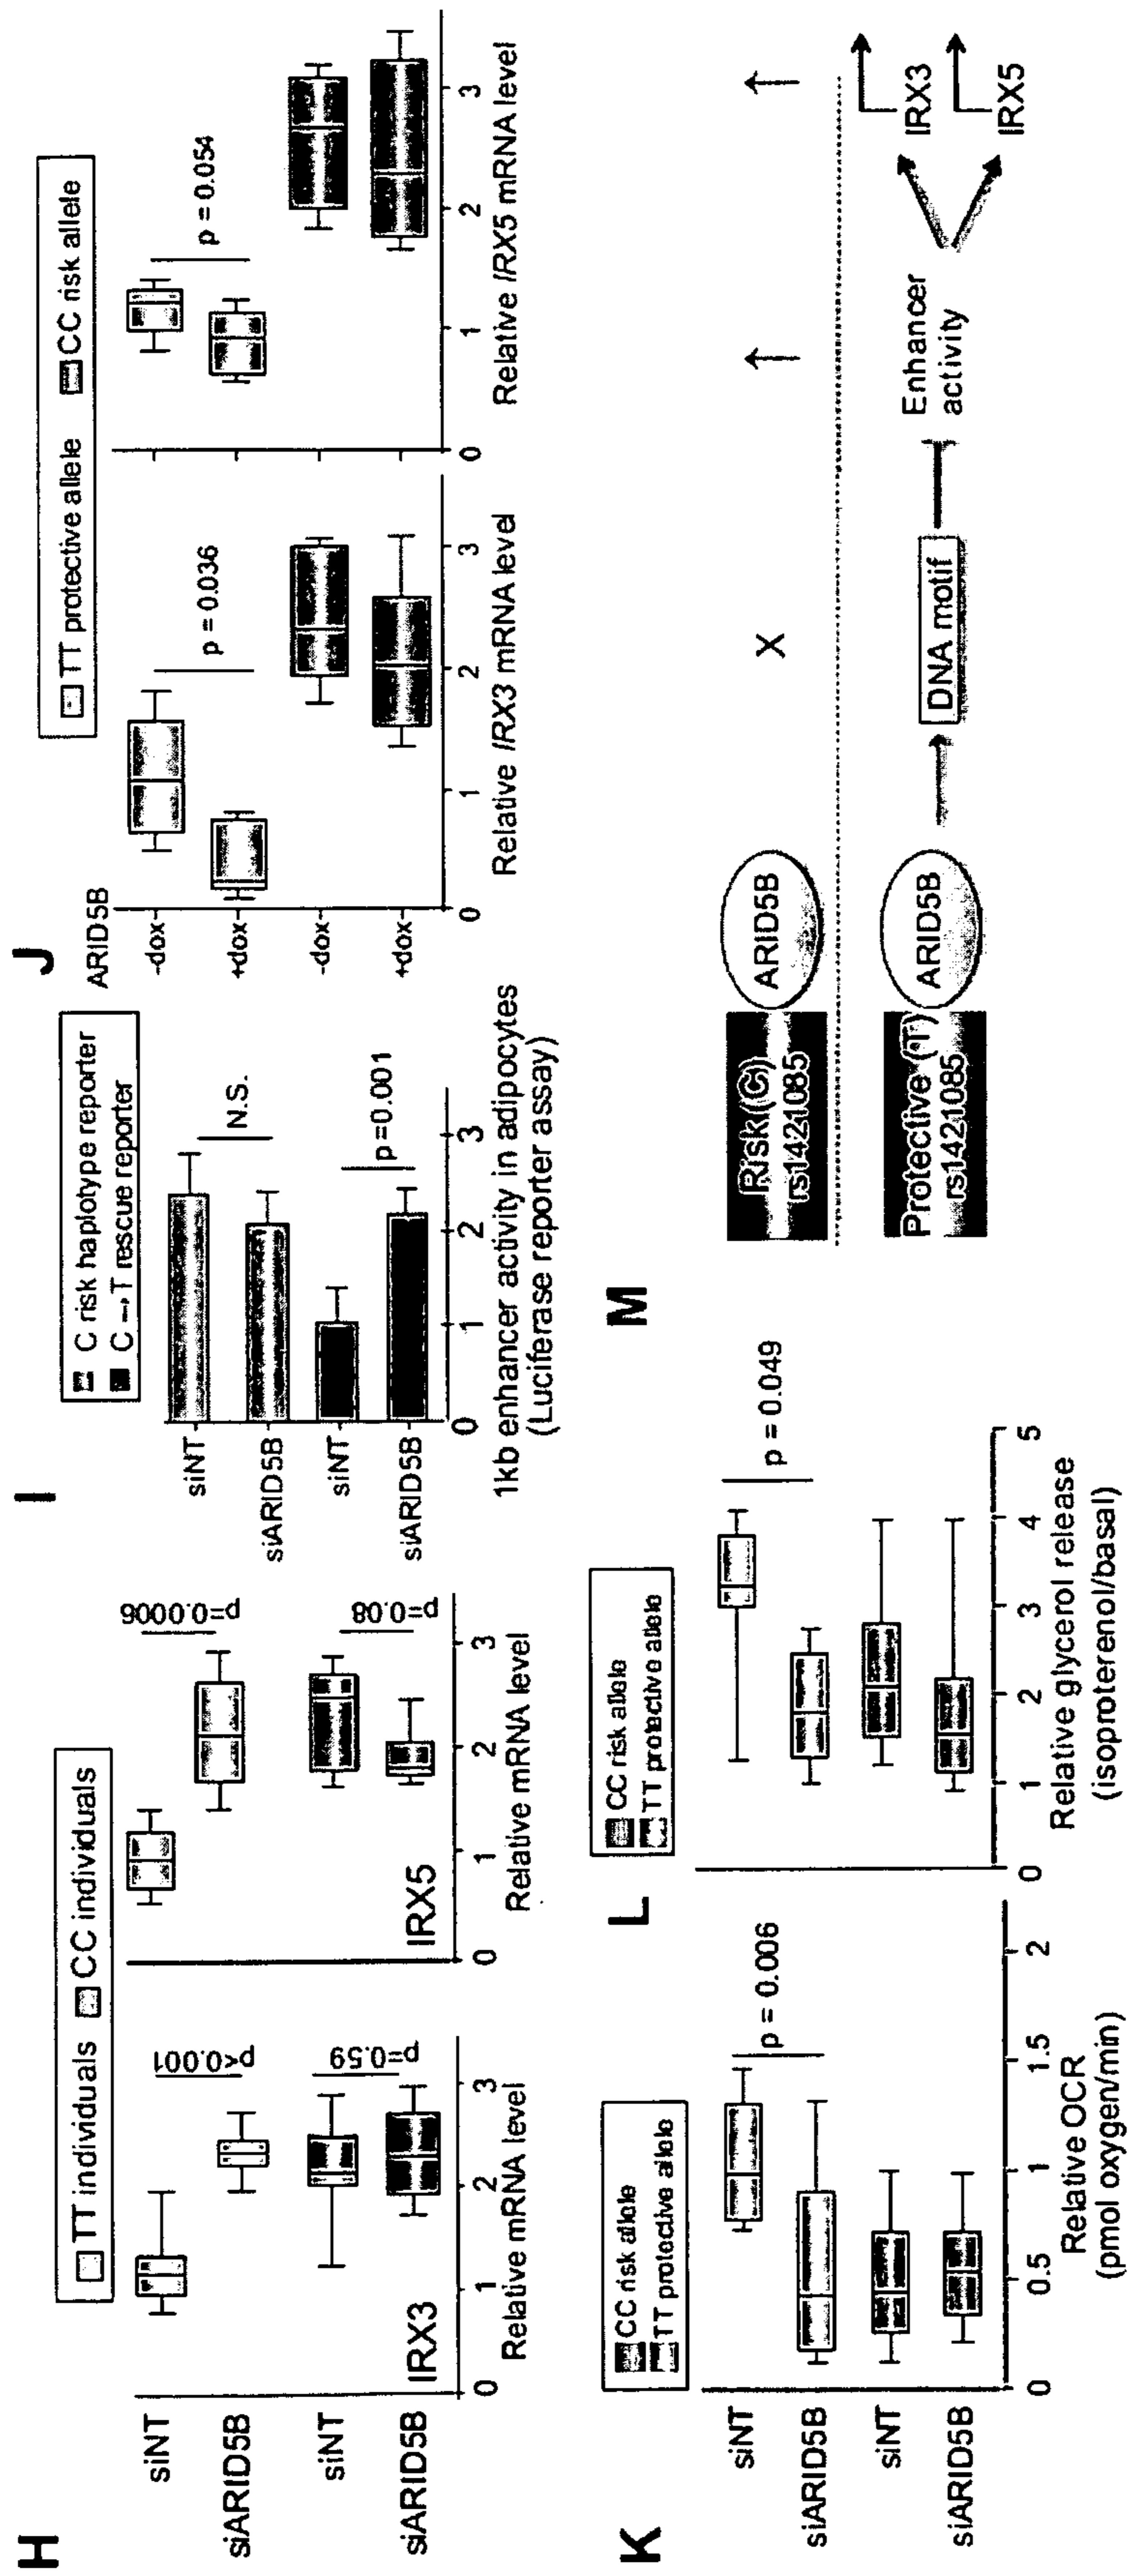 H
TT individuals CC individuals
siNT
siARID5B
siNT
siARID5B
IRX3
p<0.001
p=0.59
0 1 2 3
Relative mRNA level
IRX5
p=0.0006
p=0.08
0 1 2 3
Relative mRNA level
I
C risk haplotype reporter
C → T rescue reporter
siNT
siARID5B
siNT
siARID5B
N.S.
p=0.001
0 1 2 3
1kb enhancer activity in adipocytes
(Luciferase reporter assay)
J
TT protective allele CC risk allele
ARID5B
-dox
+dox
-dox
+dox
p = 0.036
0 1 2 3
Relative IRX3 mRNA level
p = 0.054
0 1 2 3
Relative IRX5 mRNA level
K
CC risk allele
TT protective allele
siNT
siARID5B
siNT
siARID5B
p = 0.006
0 0.5 1 1.5 2
Relative OCR
(pmol oxygen/min)
L
CC risk allele
TT protective allele
p = 0.049
0 1 2 3 4 5
Relative glycerol release
(isoproterenol/basal)
M
Risk (C)
rs1421085
ARID5B
X
↑ ↑
Protective (T)
rs1421085
ARID5B
DNA motif
Enhancer
activity
IRX3
IRX5